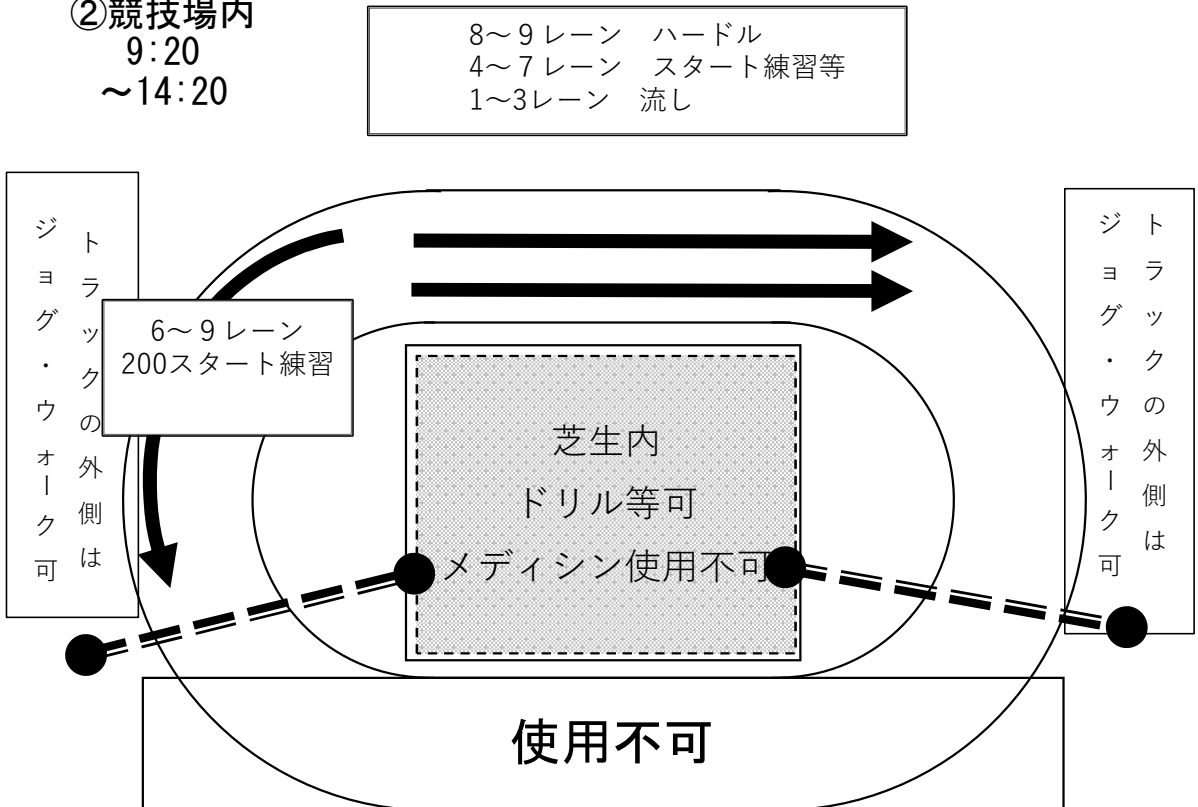 ②競技場内
9:20
～14:20
8～９レーン　ハードル
4～７レーン　スタート練習等
1～3レーン　流し
トラックの外側は
ジョグ・ウォーク可
6～９レーン
200スタート練習
芝生内
ドリル等可
メディシン使用不可
トラックの外側は
ジョグ・ウォーク可
使用不可